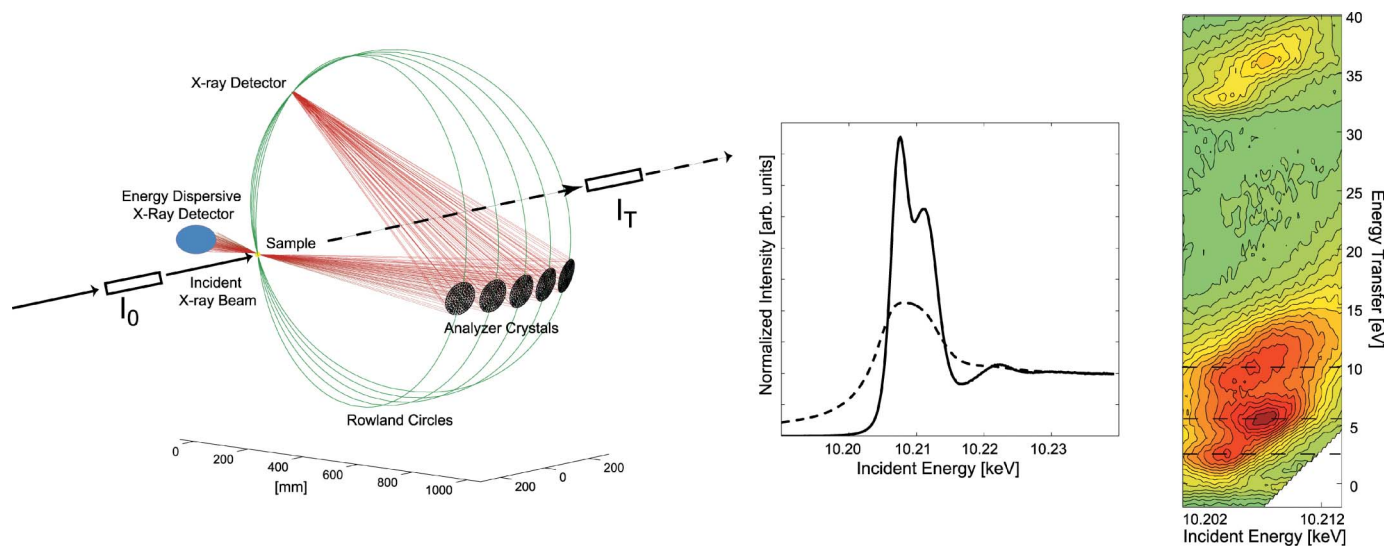 X-ray Detector
Energy Dispersive
X-Ray Detector
Sample
I0
Incident
X-ray Beam
IT
Analyzer Crystals
Rowland Circles
0
200
400
600
800
1000
[mm]
200
0
200
Normalized Intensity [arb. units]
10.20
10.21
10.22
10.23
Incident Energy [keV]
40
35
30
25
20
15
10
5
0
Energy Transfer [eV]
10.202
10.212
Incident Energy [keV]